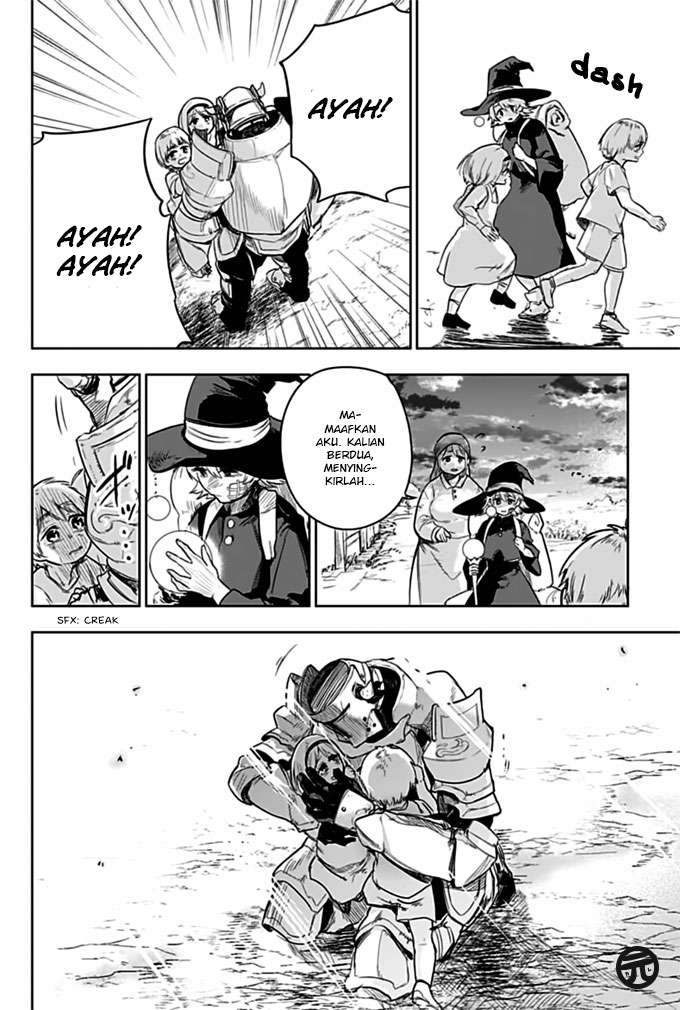 dash
AYAH!
AYAH!
AYAH!
MA-
MAAFKAN
AKU. KALIAN
BERDUA,
MENYING-
KIRLAH...
SFX: CREAK